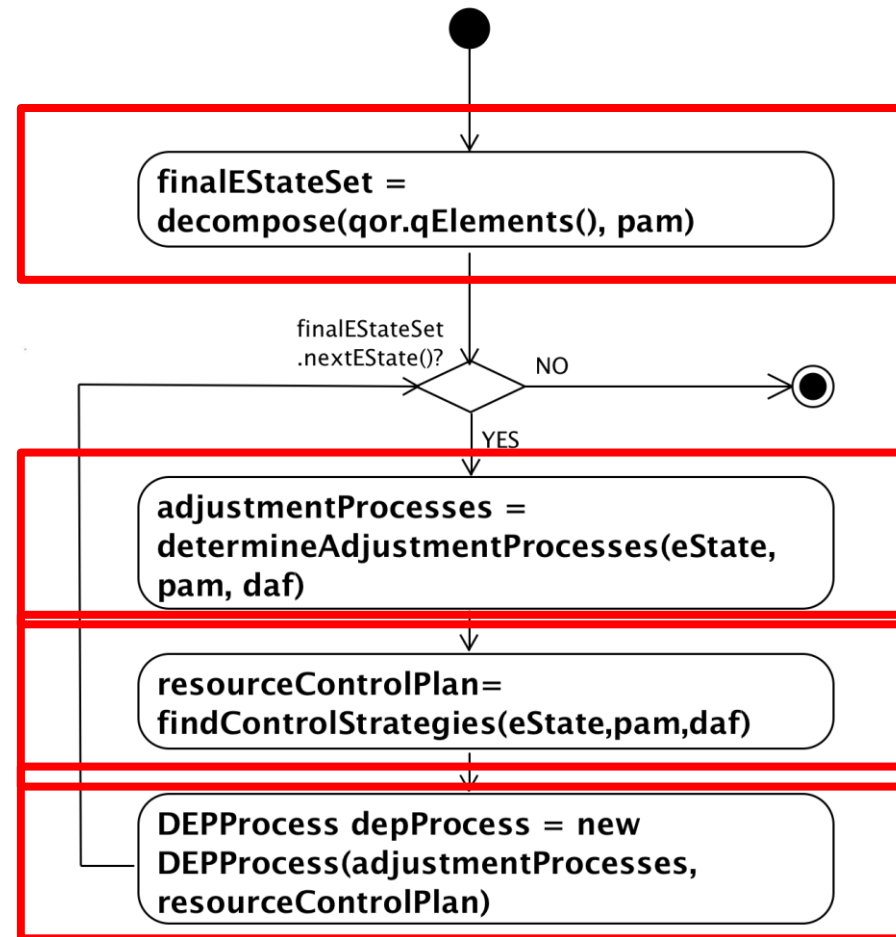 finalEStateSet =
decompose(qor.qElements(), pam)
finalEStateSet
.nextEState()?
NO
YES
adjustmentProcesses =
determineAdjustmentProcesses(eState,
pam, daf)
resourceControlPlan=
findControlStrategies(eState,pam,daf)
DEPProcess depProcess = new
DEPProcess(adjustmentProcesses,
resourceControlPlan)